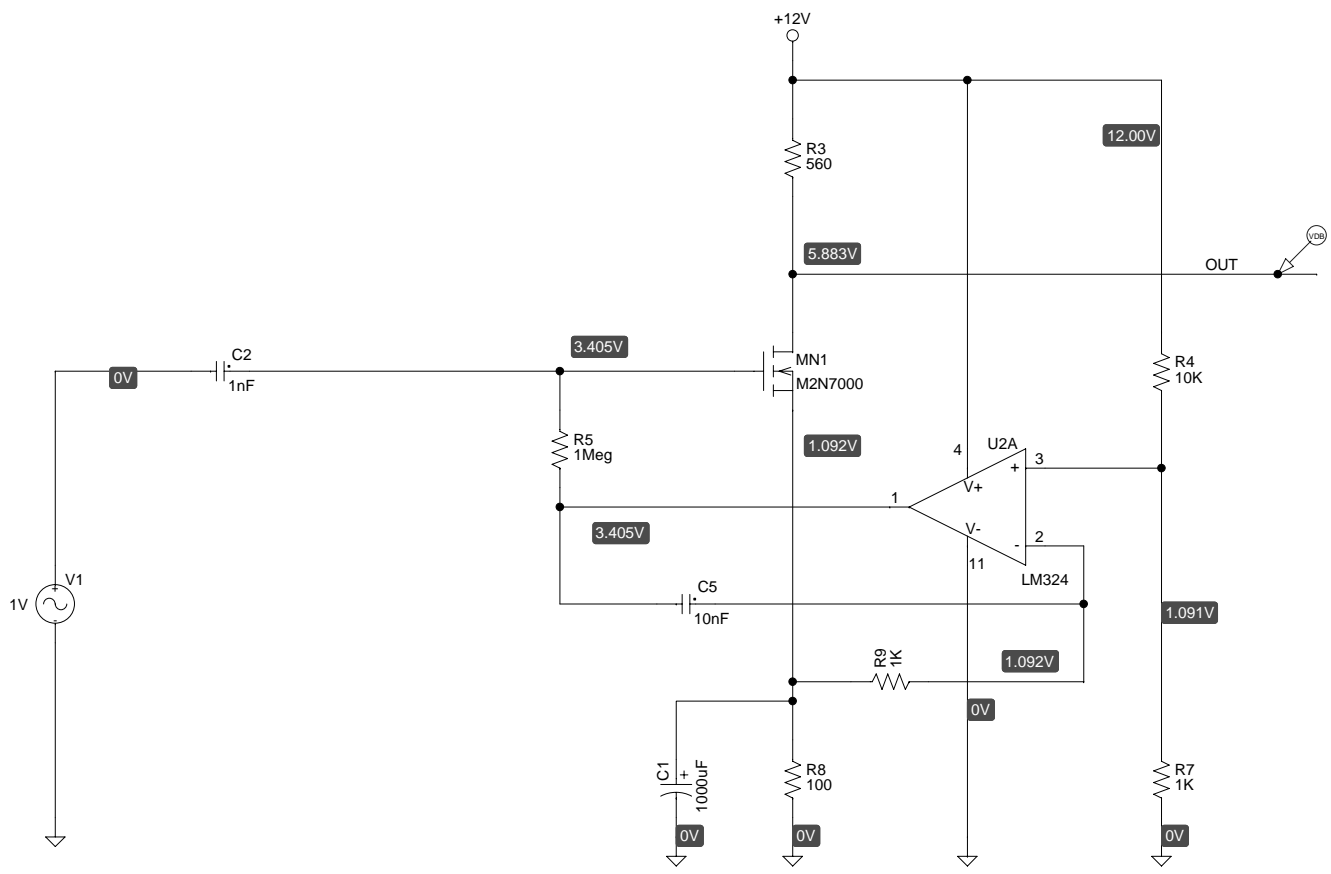 +12V
R3
560
12.00V
VDB
5.883V
OUT
3.405V
C2
1nF
0V
MN1
M2N7000
R4
10K
R5
1Meg
1.092V
U2A
4
+
3
V+
1
3.405V
V-
-
2
11
LM324
V1
+
1V
-
C5
10nF
1.091V
R9
1K
1.092V
0V
C1
+
1000uF
R8
100
R7
1K
0V
0V
0V